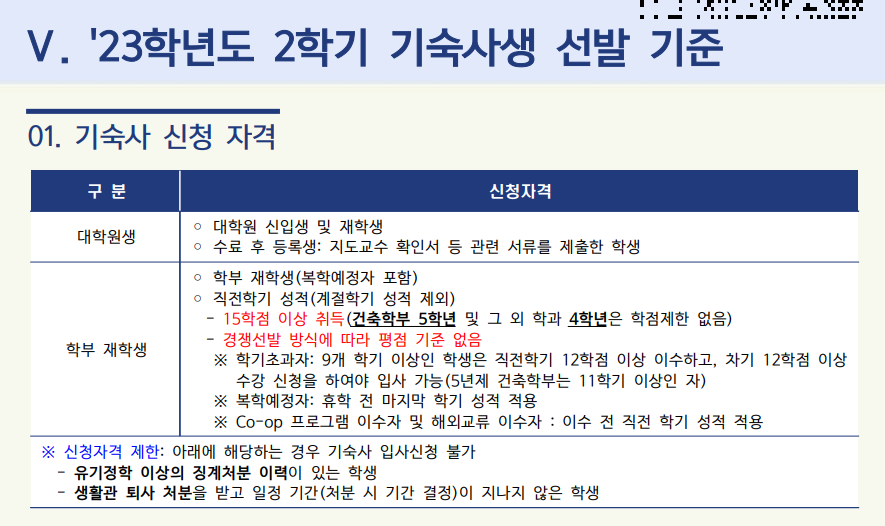 Ⅴ. '23학년도 2학기 기숙사생 선발 기준
01. 기숙사 신청 자격
구 분 신청자격
대학원생
○ 대학원 신입생 및 재학생
○ 수료 후 등록생: 지도교수 확인서 등 관련 서류를 제출한 학생
학부 재학생
○ 학부 재학생(복학예정자 포함)
○ 직전학기 성적(계절학기 성적 제외)
- 15학점 이상 취득(건축학부 5학년 및 그 외 학과 4학년은 학점제한 없음)
- 경쟁선발 방식에 따라 평점 기준 없음
※ 학기초과자: 9개 학기 이상인 학생은 직전학기 12학점 이상 이수하고, 차기 12학점 이상
수강 신청을 하여야 입사 가능(5년제 건축학부는 11학기 이상인 자)
※ 복학예정자: 휴학 전 마지막 학기 성적 적용
※ Co-op 프로그램 이수자 및 해외교류 이수자 : 이수 전 직전 학기 성적 적용
※ 신청자격 제한: 아래에 해당하는 경우 기숙사 입사신청 불가
- 유기정학 이상의 징계처분 이력이 있는 학생
- 생활관 퇴사 처분을 받고 일정 기간(처분 시 기간 결정)이 지나지 않은 학생